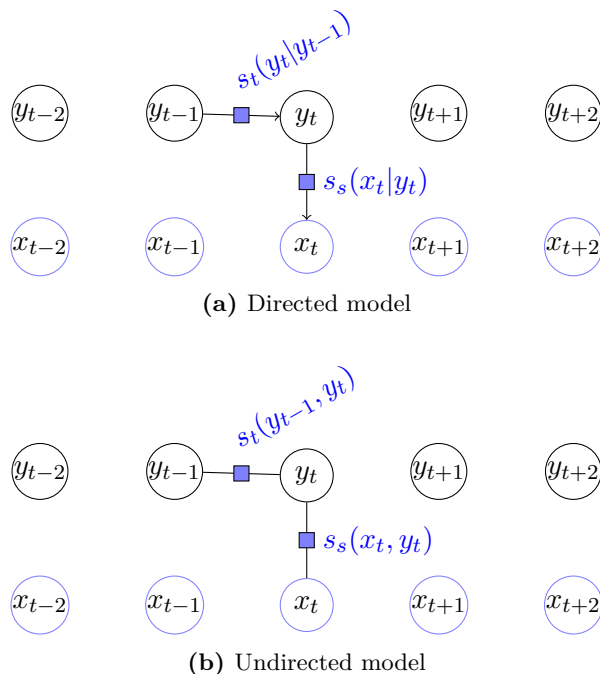 s_t(y_t|y_{t−1})
y_{t−2} y_{t−1} y_t y_{t+1} y_{t+2}
s_s(x_t|y_t)
x_{t−2} x_{t−1} x_t x_{t+1} x_{t+2}
(a) Directed model
s_t(y_{t−1}, y_t)
y_{t−2} y_{t−1} y_t y_{t+1} y_{t+2}
s_s(x_t, y_t)
x_{t−2} x_{t−1} x_t x_{t+1} x_{t+2}
(b) Undirected model